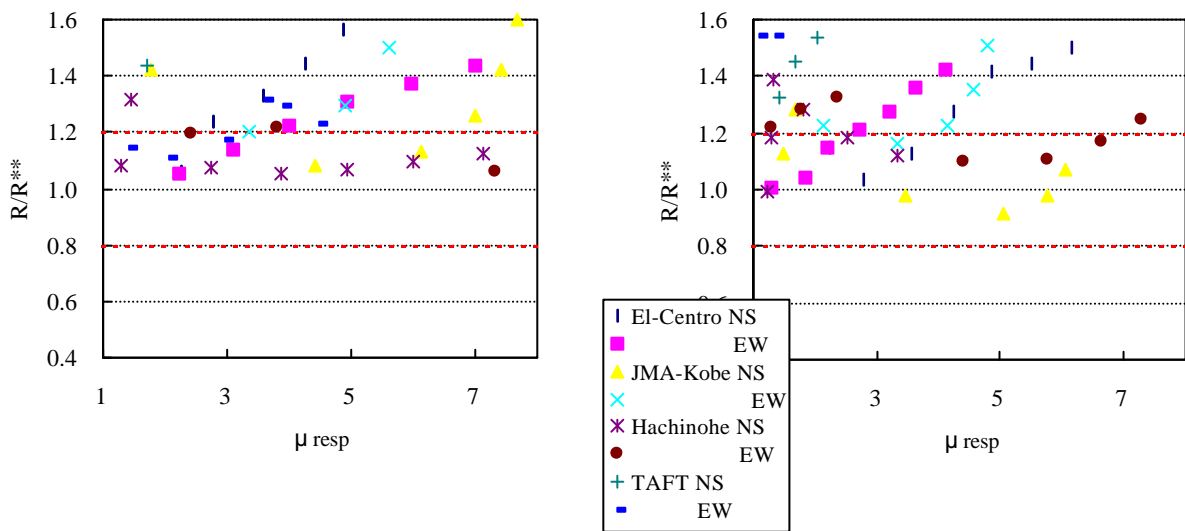 1.6
1.4
1.2
1.0
0.8
0.6
0.4
R/R**
1 3 5 7
μ resp
1.6
1.4
1.2
1.0
0.8
R/R**
3 5 7
μ resp
El-Centro NS
EW
JMA-Kobe NS
EW
Hachinohe NS
EW
TAFT NS
EW